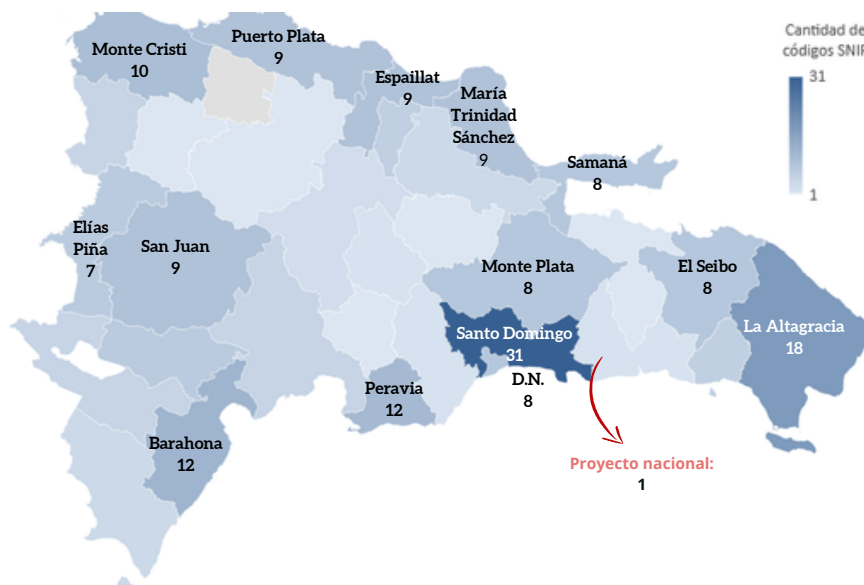 Cantidad de
códigos SNIP
31
1
Monte Cristi
10
Puerto Plata
9
Espaillat
9
María
Trinidad
Sánchez
9
Samaná
8
Elías
Piña
7
San Juan
9
Monte Plata
8
El Seibo
8
La Altagracia
18
Santo Domingo
31
D.N.
8
Peravia
12
Barahona
12
Proyecto nacional:
1